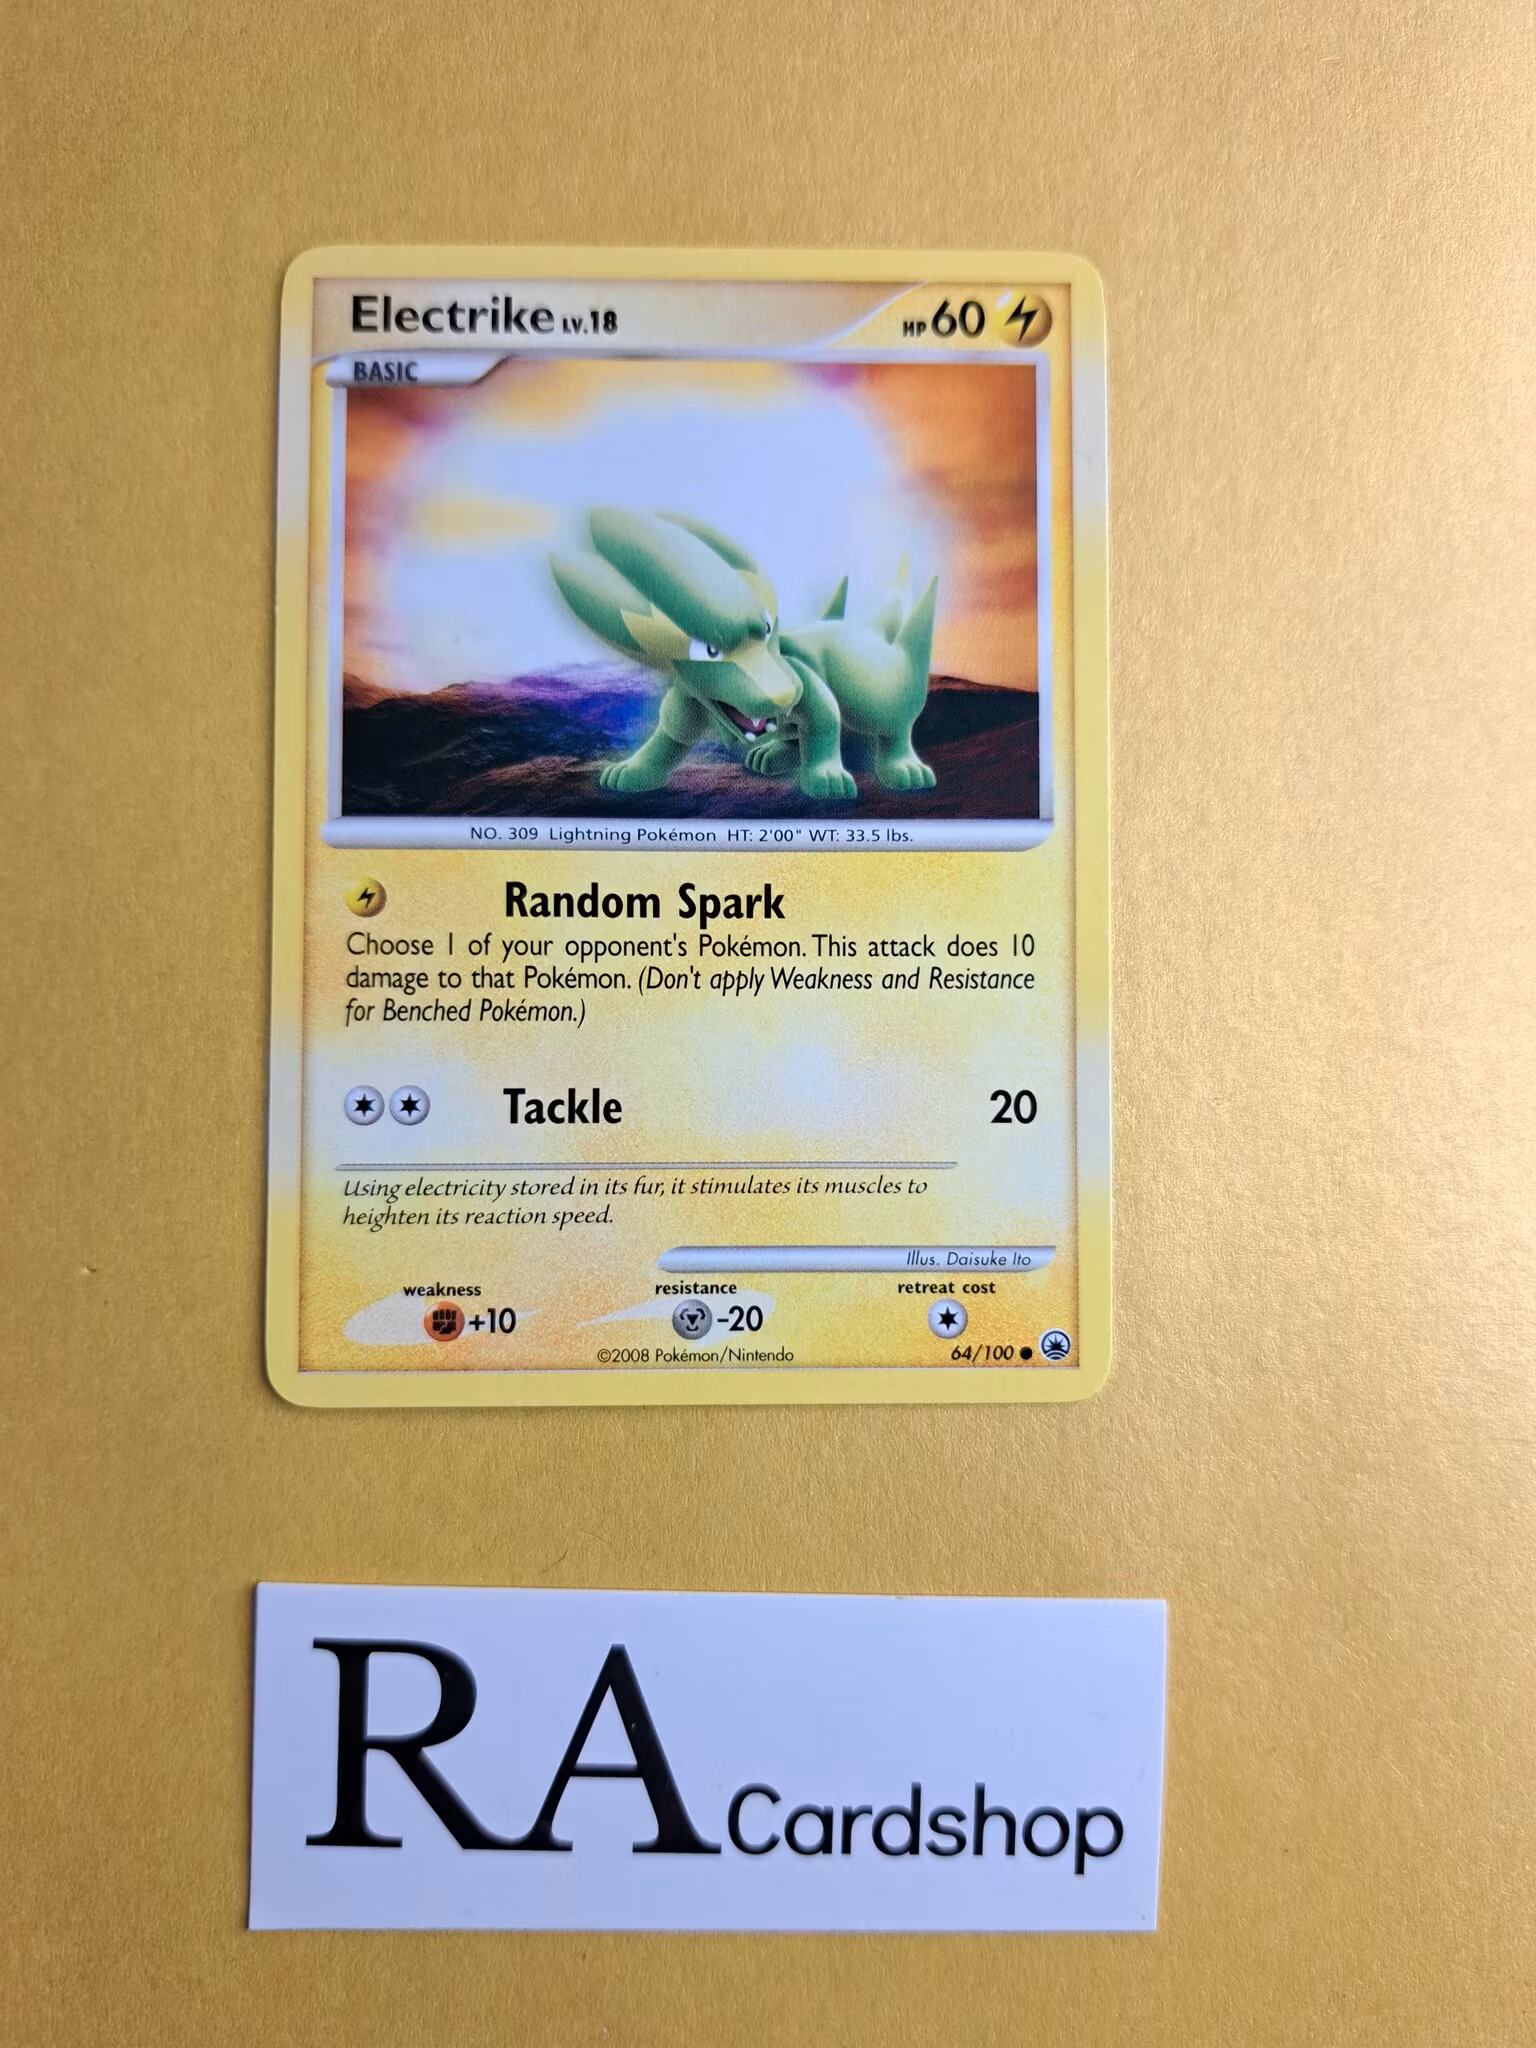 Electrike LV.18 HP 60
BASIC
NO. 309 Lightning Pokémon HT: 2'00" WT: 33.5 lbs.
Random Spark
Choose 1 of your opponent's Pokémon. This attack does 10
damage to that Pokémon. (Don't apply Weakness and Resistance
for Benched Pokémon.)
Tackle 20
Using electricity stored in its fur, it stimulates its muscles to
heighten its reaction speed.
Illus. Daisuke Ito
weakness resistance retreat cost
+10 -20
©2008 Pokémon/Nintendo 64/100
RA Cardshop